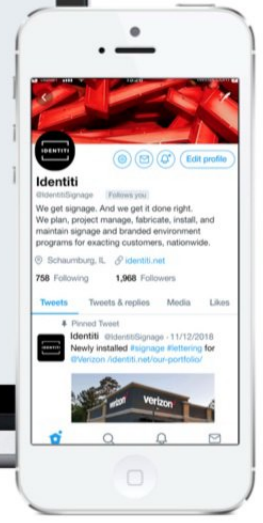 IDENTITI
Edit profile
Identiti
@IdentitiSignage Follows you
We get signage. And we get it done right.
We plan, project manage, fabricate, install, and
maintain signage and branded environment
programs for exacting customers, nationwide.
Schaumburg, IL identiti.net
758 Following 1,968 Followers
Tweets Tweets & replies Media Likes
Pinned Tweet
Identiti @IdentitiSignage - 11/12/2018
IDENTITI
Newly installed #signage #lettering for
@Verizon /identiti.net/our-portfolio/
verizon verizon